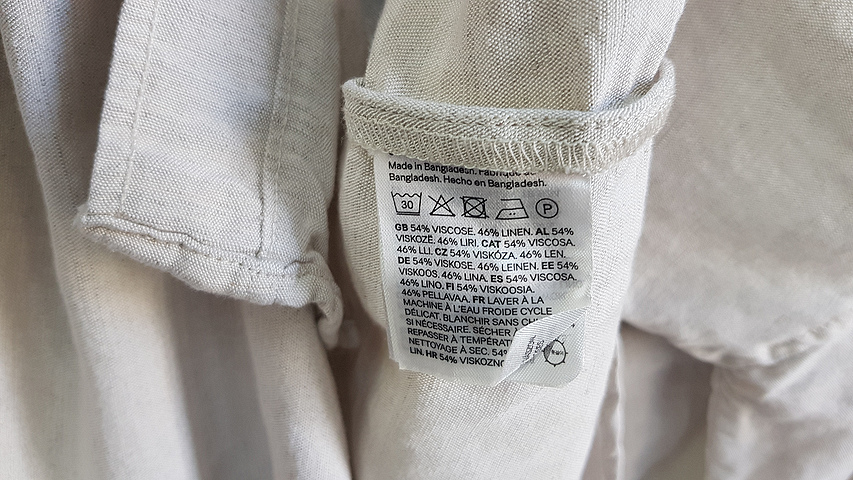 Made in Bangladesh. Fabriqué
Bangladesh. Hecho en Bangladesh.
30 P
GB 54% VISCOSE. 46% LINEN. AL 54%
VISKOZË. 46% LIRI. CAT 54% VISCOSA.
46% LLI. CZ 54% VISKÓZA. 46% LEN.
DE 54% VISKOSE. 46% LEINEN. EE 54%
VISKOOS. 46% LINA. ES 54% VISCOSA.
46% LINO. FI 54% VISKOOSIA.
46% PELLAVAA. FR LAVER À LA
MACHINE À L'EAU FROIDE CYCLE
DÉLICAT. BLANCHIR SANS
SI NÉCESSAIRE. SÉCHER À
REPASSER À
NETTOYAGE À SEC. 54%
LIN. HR 54%